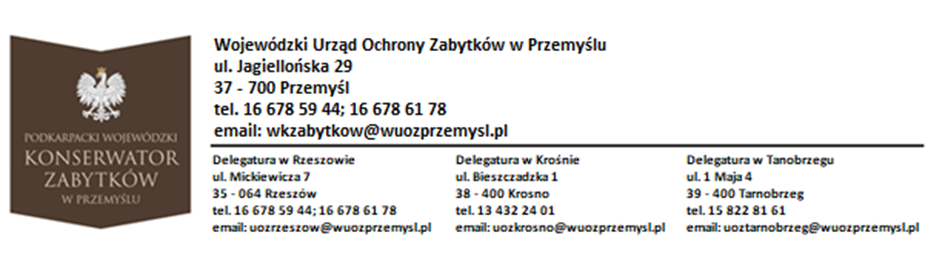 PODKARPACKI WOJEWÓDZKI
KONSERWATOR
ZABYTKÓW
W PRZEMYŚLU
Wojewódzki Urząd Ochrony Zabytków w Przemyślu
ul. Jagiellońska 29
37 - 700 Przemyśl
tel. 16 678 59 44; 16 678 61 78
email: wkzabytkow@wuozprzemysl.pl
Delegatura w Rzeszowie
ul. Mickiewicza 7
35 - 064 Rzeszów
tel. 16 678 59 44; 16 678 61 78
email: uozrzeszow@wuozprzemysl.pl
Delegatura w Krośnie
ul. Bieszczadzka 1
38 - 400 Krosno
tel. 13 432 24 01
email: uozkrosno@wuozprzemysl.pl
Delegatura w Tanobrzegu
ul. 1 Maja 4
39 - 400 Tarnobrzeg
tel. 15 822 81 61
email: uoztarnobrzeg@wuozprzemysl.pl